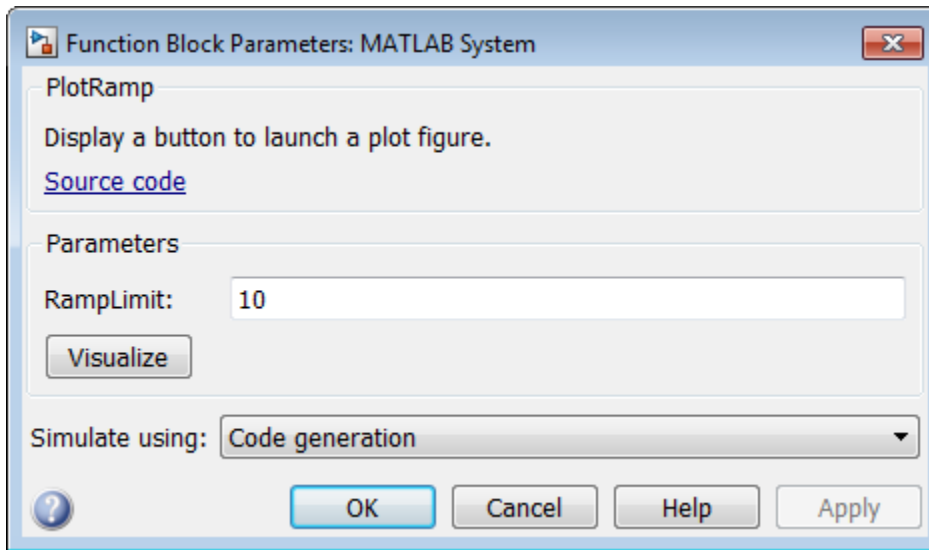 Function Block Parameters: MATLAB System
PlotRamp
Display a button to launch a plot figure.
Source code
Parameters
RampLimit: 10
Visualize
Simulate using: Code generation
? OK Cancel Help Apply